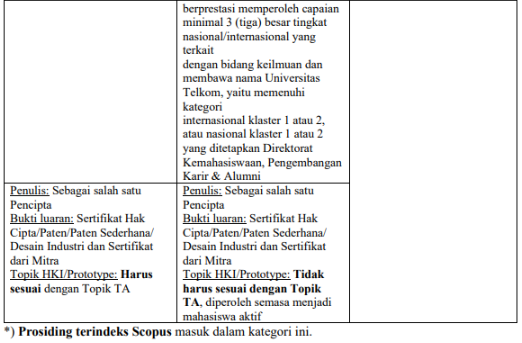 berprestasi memperoleh capaian
minimal 3 (tiga) besar tingkat
nasional/internasional yang
terkait
dengan bidang keilmuan dan
membawa nama Universitas
Telkom, yaitu memenuhi
kategori
internasional klaster 1 atau 2,
atau nasional klaster 1 atau 2
yang ditetapkan Direktorat
Kemahasiswaan, Pengembangan
Karir & Alumni
Penulis: Sebagai salah satu
Pencipta
Bukti luaran: Sertifikat Hak
Cipta/Paten/Paten Sederhana/
Desain Industri dan Sertifikat
dari Mitra
Topik HKI/Prototype: Harus
sesuai dengan Topik TA
Penulis: Sebagai salah satu
Pencipta
Bukti luaran: Sertifikat Hak
Cipta/Paten/Paten Sederhana/
Desain Industri dan Sertifikat
dari Mitra
Topik HKI/Prototype: Tidak
harus sesuai dengan Topik
TA, diperoleh semasa menjadi
mahasiswa aktif
*) Prosiding terindeks Scopus masuk dalam kategori ini.